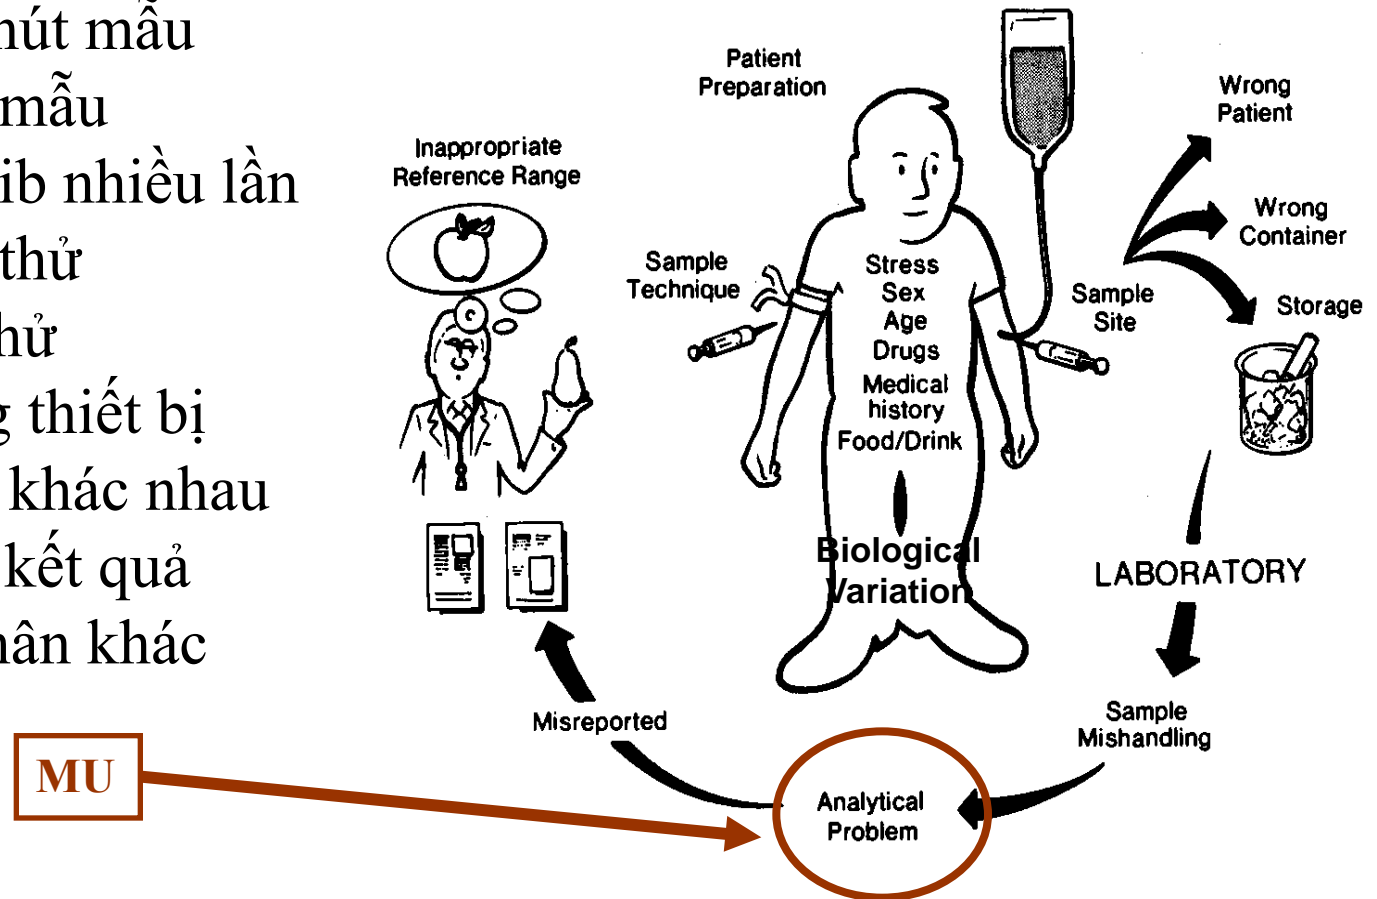 hút mẫu
mẫu
ib nhiều lần
thử
hử
g thiết bị
khác nhau
kết quả
hân khác
MU
Patient
Preparation
Inappropriate
Reference Range
Sample
Technique
Stress
Sex
Age
Drugs
Medical
history
Food/Drink
Biological
Variation
Sample
Site
Wrong
Patient
Wrong
Container
Storage
LABORATORY
Sample
Mishandling
Analytical
Problem
Misreported